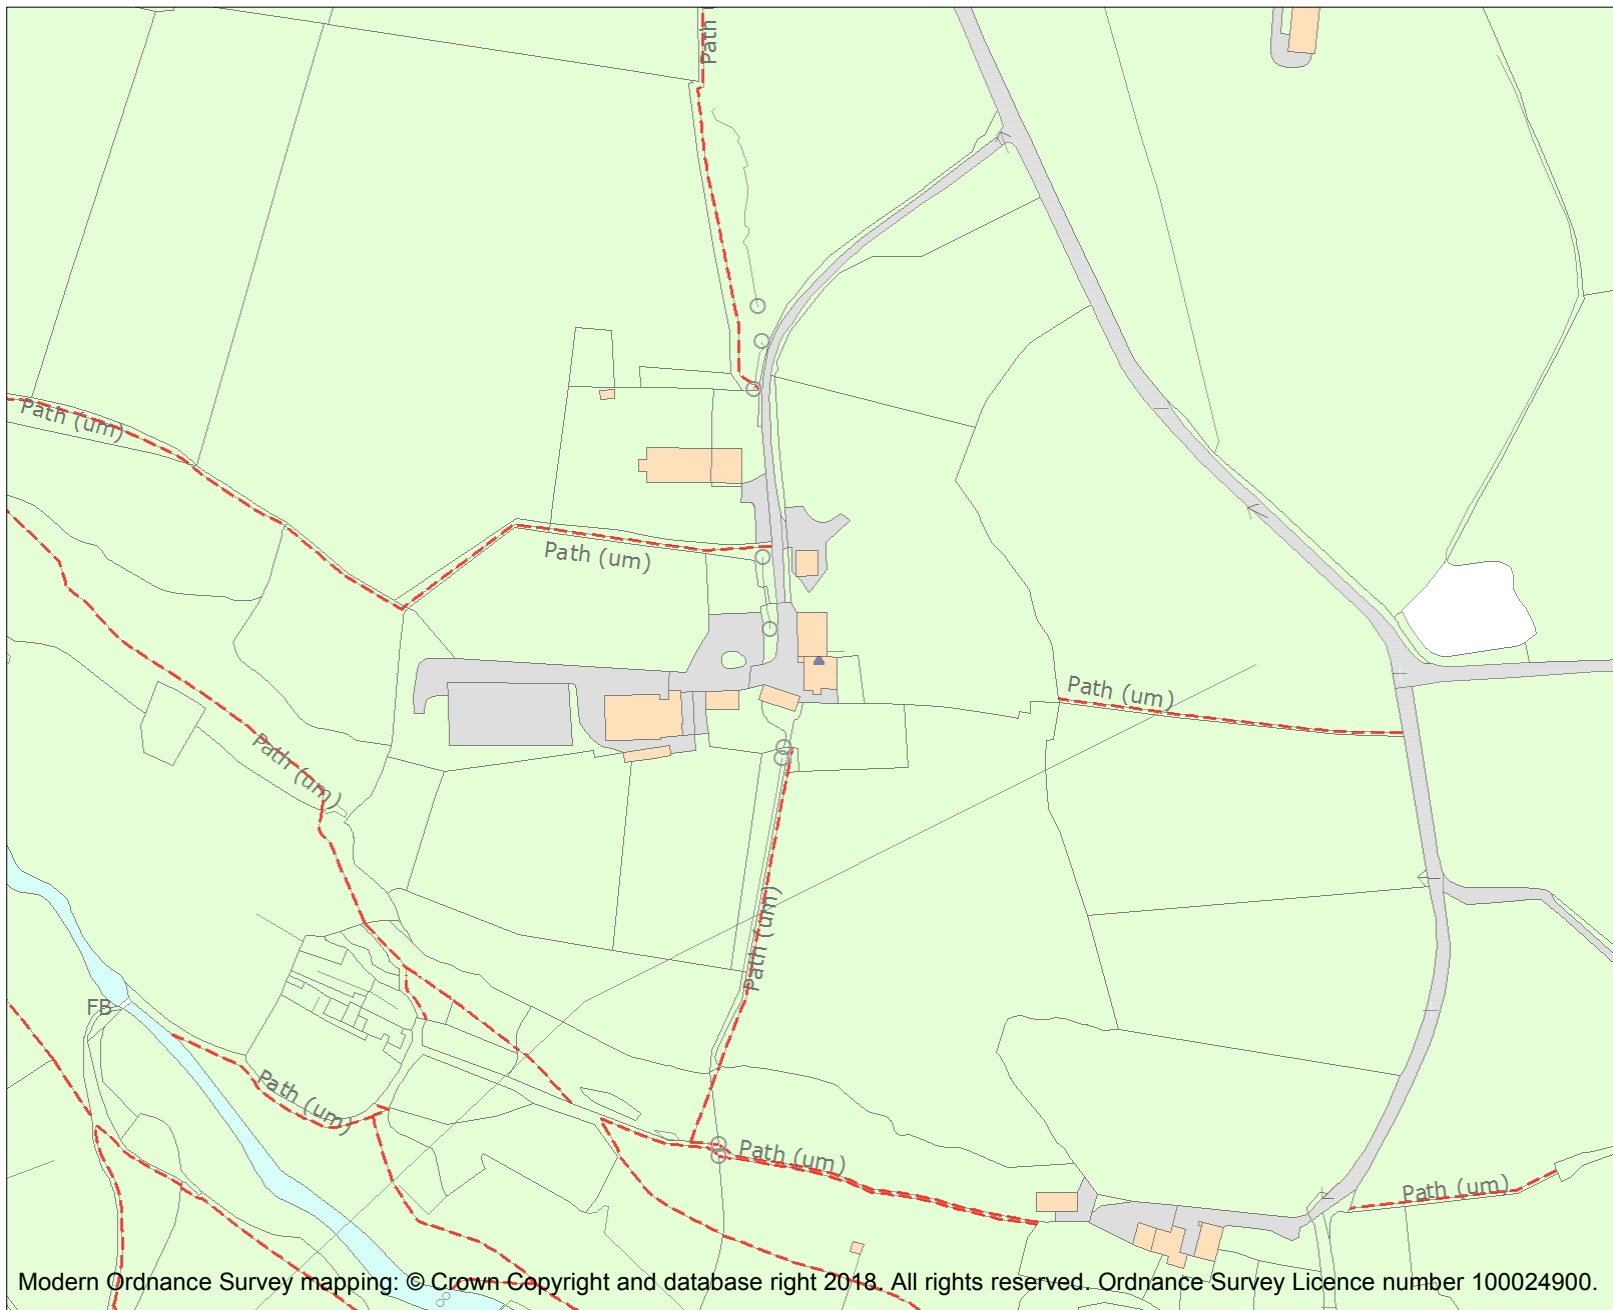 Path
Path (um)
Path (um)
Path (um)
Path (um)
Path (um)
FB
Path (um)
Path (um)
Path (um)
Modern Ordnance Survey mapping: © Crown Copyright and database right 2018. All rights reserved. Ordnance Survey Licence number 100024900.